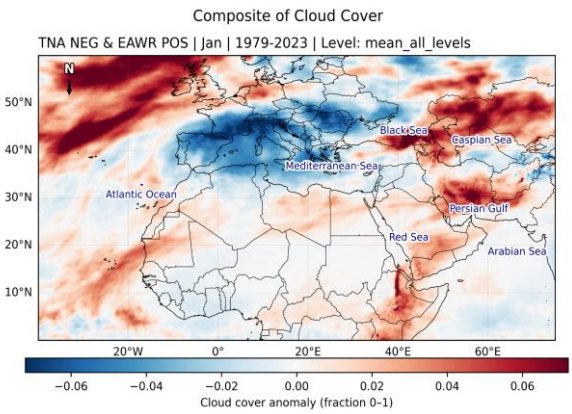 Composite of Cloud Cover
TNA NEG & EAWR POS | Jan | 1979-2023 | Level: mean_all_levels
N
50°N
Black Sea
Caspian Sea
40°N
Mediterranean Sea
Atlantic Ocean
30°N
Persian Gulf
Red Sea
20°N
Arabian Sea
10°N
20°W 0° 20°E 40°E 60°E
−0.06 −0.04 −0.02 0.00 0.02 0.04 0.06
Cloud cover anomaly (fraction 0–1)